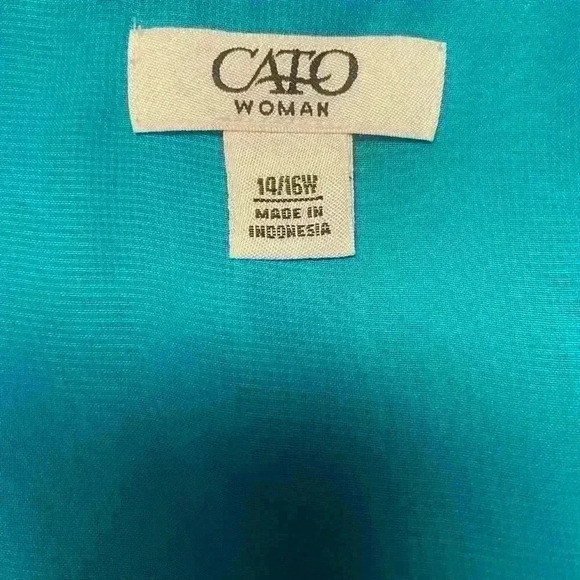 CATO
WOMAN
14/16W
MADE IN
INDONESIA